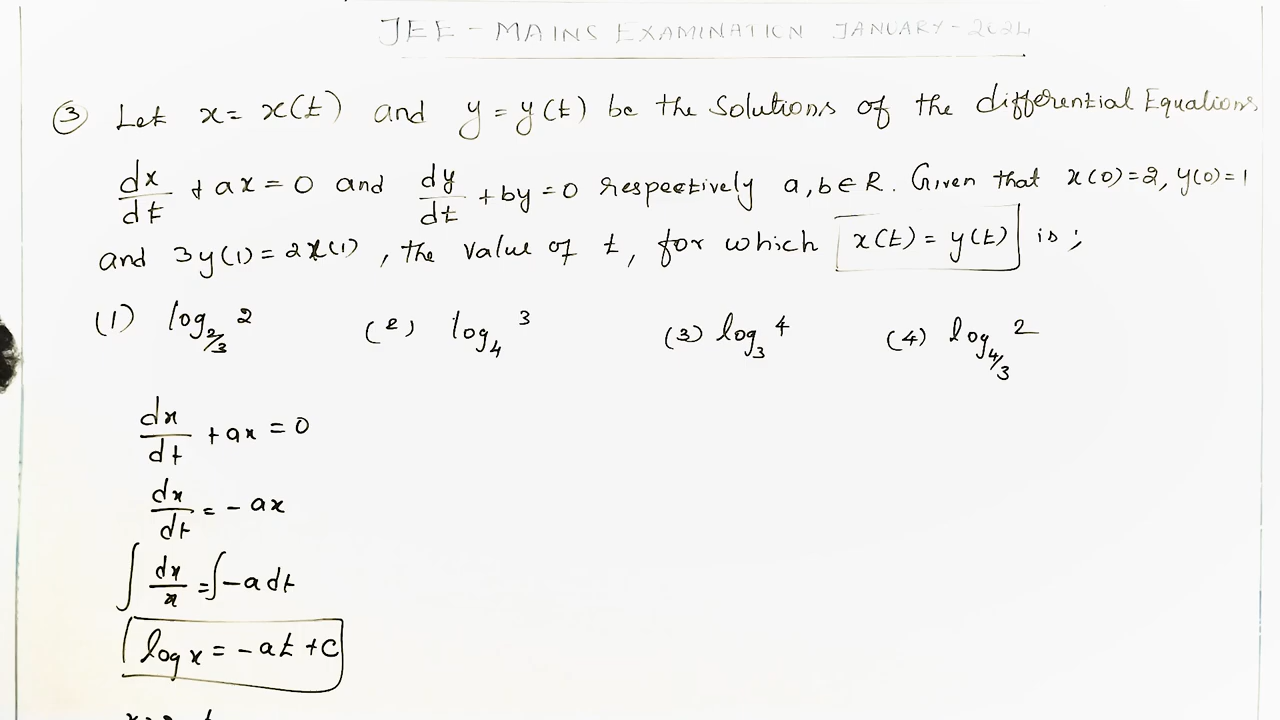 JEE - MAINS EXAMINATION JANUARY - 2024
③ Let x = x(t) and y = y(t) be the solutions of the differential Equations
dx/dt + ax = 0 and dy/dt + by = 0 respectively a, b ∈ R. Given that x(0) = 2, y(0) = 1
and 3y(1) = 2x(1), the value of t, for which x(t) = y(t) is ;
(1) log_{2/3} 2 (2) log_4 3 (3) log_3 4 (4) log_{4/3} 2
dx/dt + ax = 0
dx/dt = - ax
∫ dx/x = ∫ -a dt
log x = - at + C